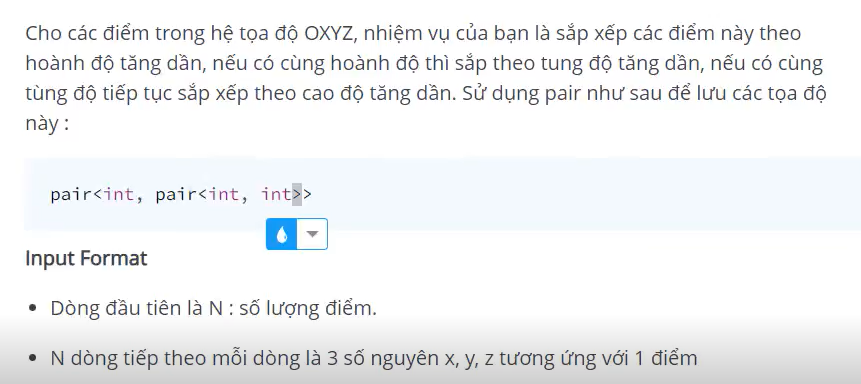 Cho các điểm trong hệ tọa độ OXYZ, nhiệm vụ của bạn là sắp xếp các điểm này theo
hoành độ tăng dần, nếu có cùng hoành độ thì sắp theo tung độ tăng dần, nếu có cùng
tùng độ tiếp tục sắp xếp theo cao độ tăng dần. Sử dụng pair như sau để lưu các tọa độ
này :
pair<int, pair<int, int>>
Input Format
• Dòng đầu tiên là N : số lượng điểm.
• N dòng tiếp theo mỗi dòng là 3 số nguyên x, y, z tương ứng với 1 điểm